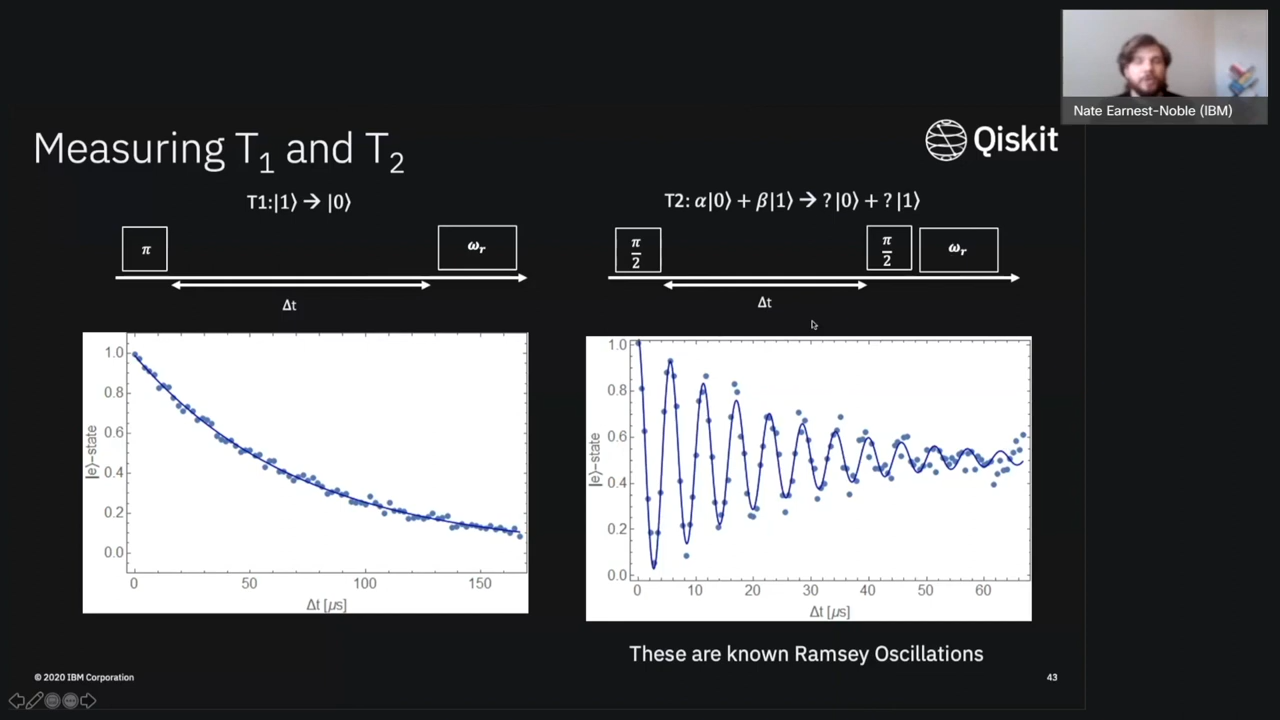 Nate Earnest-Noble (IBM)
Measuring T₁ and T₂
Qiskit
T1:|1⟩ → |0⟩
π
ωᵣ
Δt
|e⟩-state
1.0
0.8
0.6
0.4
0.2
0.0
0 50 100 150
Δt [μs]
T2: α|0⟩ + β|1⟩ → ?|0⟩ + ?|1⟩
π/2
π/2
ωᵣ
Δt
|e⟩-state
1.0
0.8
0.6
0.4
0.2
0.0
0 10 20 30 40 50 60
Δt [μs]
These are known Ramsey Oscillations
© 2020 IBM Corporation
43